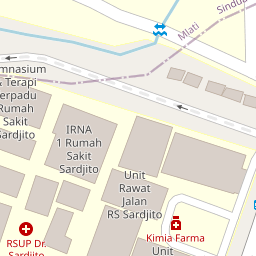 Sindu
Mlati
mnasium
& Terapi
erpadu
Rumah
Sakit
Sardjito
IRNA
1 Rumah
Sakit
Sardjito
Unit
Rawat
Jalan
RS Sardjito
Kimia Farma
RSUP Dr.
Sardjito
Unit